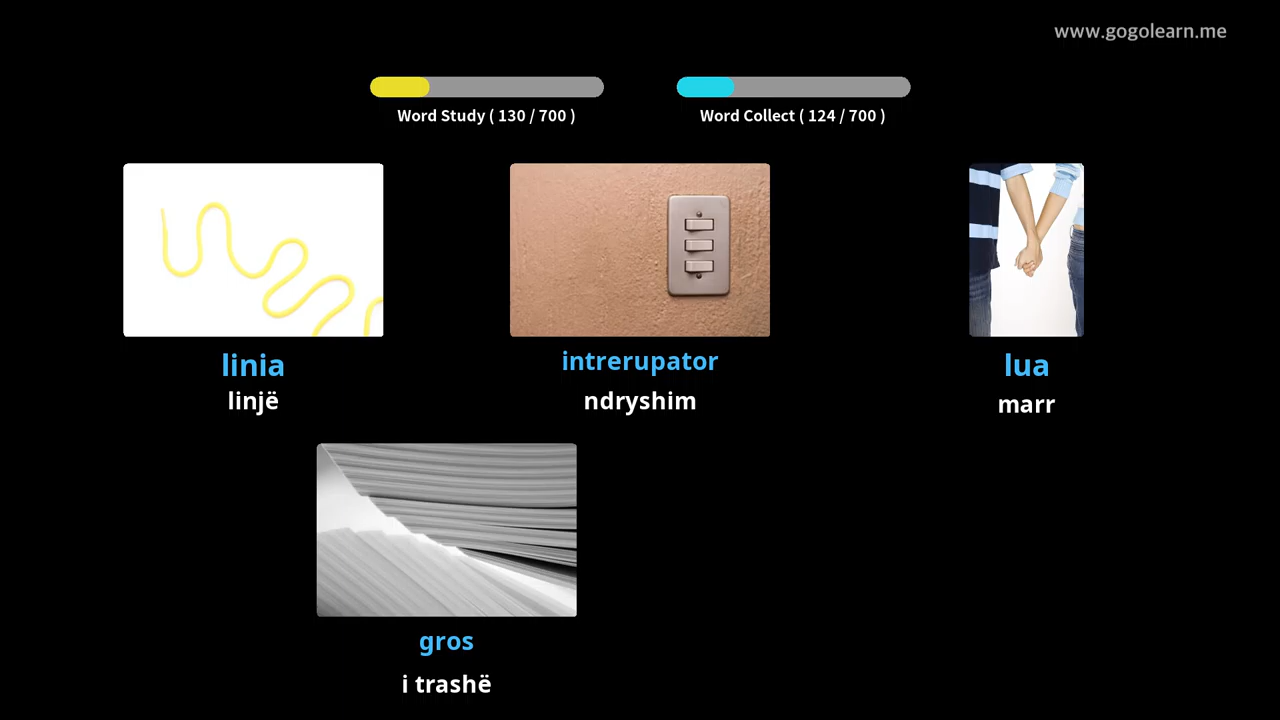 www.gogolearn.me
Word Study ( 130 / 700 )
Word Collect ( 124 / 700 )
linia
linjë
intrerupator
ndryshim
lua
marr
gros
i trashë